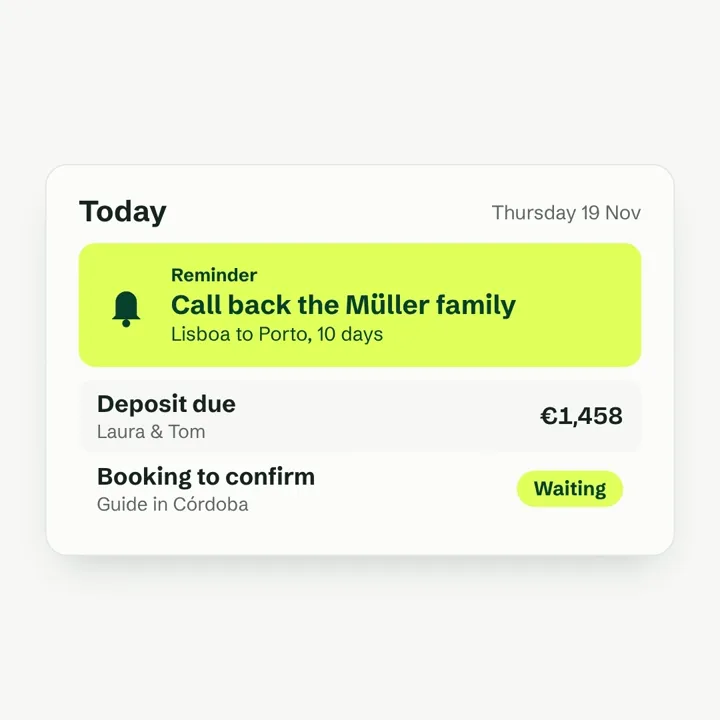 Today
Thursday 19 Nov
Reminder
Call back the Müller family
Lisboa to Porto, 10 days
Deposit due
Laura & Tom
€1,458
Booking to confirm
Guide in Córdoba
Waiting